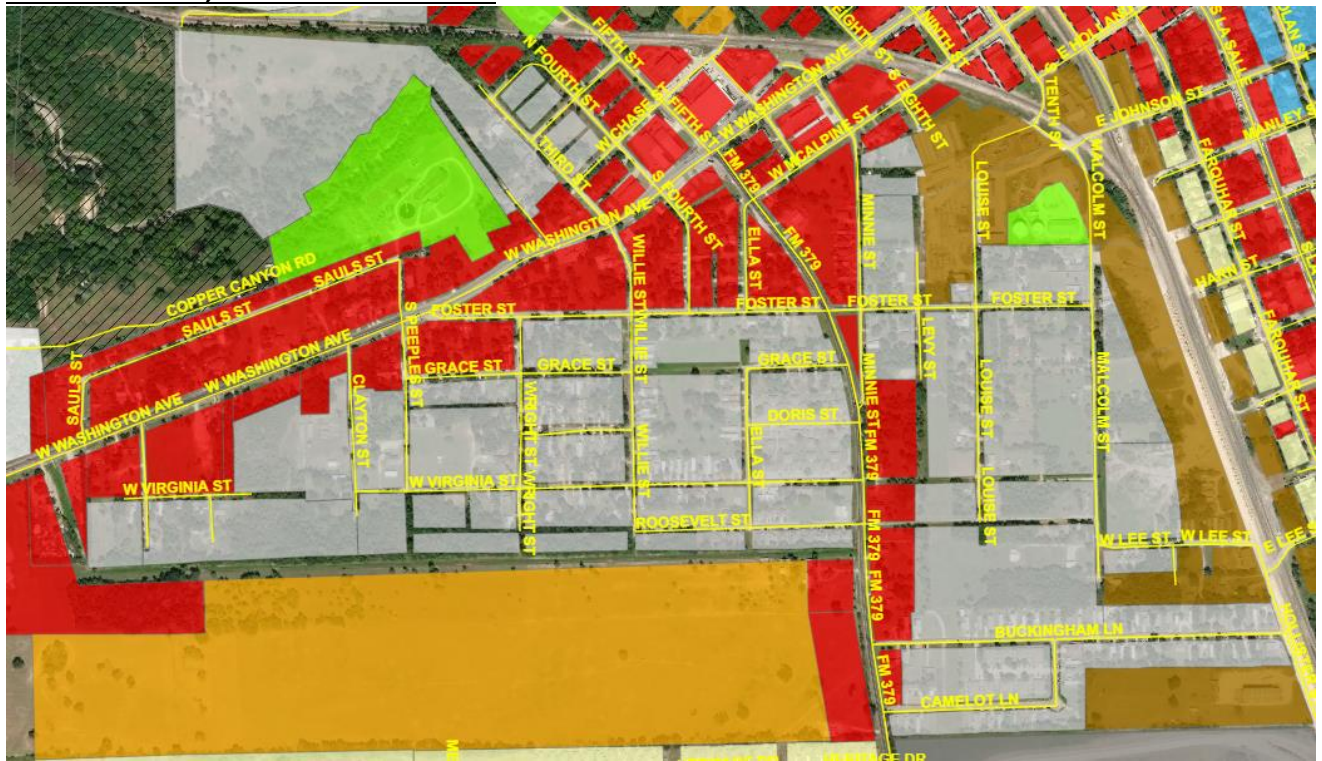 FIFTH ST
N FOURTH ST
EIGHTH ST
NINTH ST
E HOLLAND
S LA SALLE
W WASHINGTON AVE
S EIGHTH ST
S TENTH ST
E JOHNSON ST
MANLEY S
W CHASE
S FIFTH ST
W MCALPINE ST
THIRD ST
FM 379
S FOURTH ST
MALCOLM ST
FARQUHAR ST
MINNIE ST
LOUISE ST
W WASHINGTON AVE
ELLA ST
FM 379
WILLIE ST
HARN ST
COPPER CANYON RD
SAULS ST
SAULS ST
FOSTER ST
FOSTER ST
FOSTER ST
FOSTER ST
WILLIE ST
LEVY ST
FARQUHAR ST
S PEEPLES ST
W WASHINGTON AVE
GRACE ST
GRACE ST
GRACE ST
MINNIE ST
LOUISE ST
MALCOLM ST
SAULS ST
CLAYTON ST
WRIGHT ST
DORIS ST
W WASHINGTON AVE
WILLIE ST
ELLA ST
FM 379
W VIRGINIA ST
W VIRGINIA ST
WRIGHT ST
LOUISE ST
ROOSEVELT ST
FM 379
W LEE ST
W LEE ST
E LEE
FM 379
BUCKINGHAM LN
FM 379
CAMELOT LN